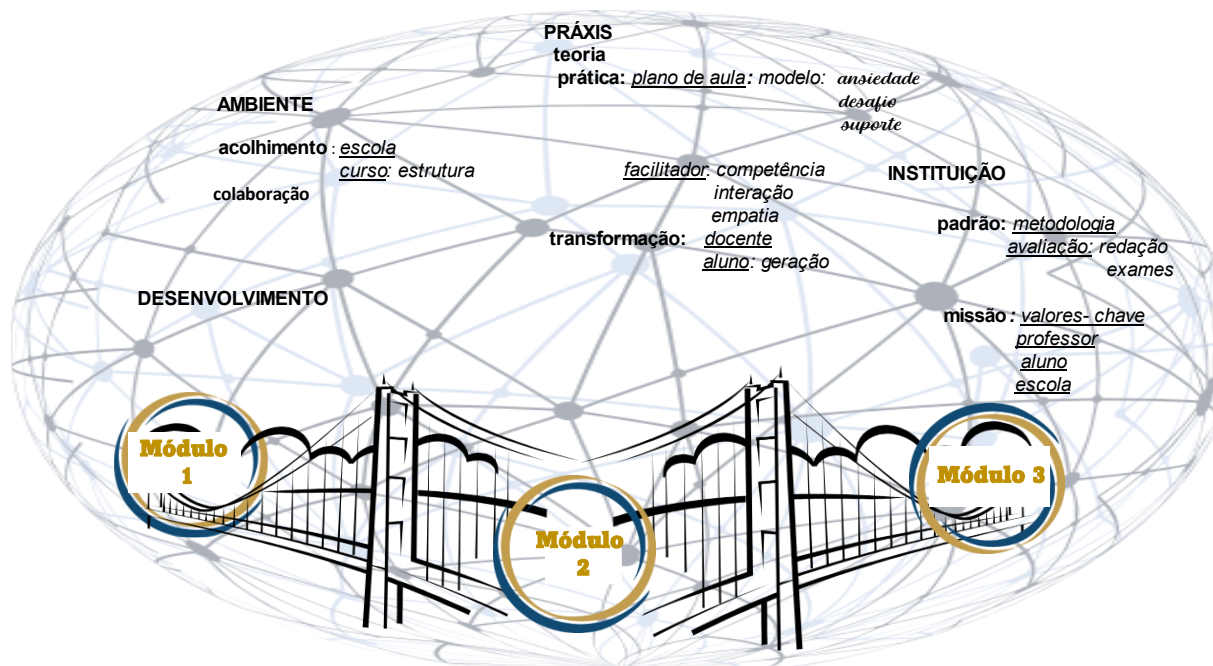 PRÁXIS
teoria
prática: plano de aula: modelo: ansiedade
desafio
suporte
AMBIENTE
acolhimento : escola
curso: estrutura
colaboração
facilitador: competência
interação
empatia
transformação: docente
aluno: geração
INSTITUIÇÃO
padrão: metodologia
avaliação: redação
exames
missão : valores- chave
professor
aluno
escola
DESENVOLVIMENTO
Módulo
1
Módulo
2
Módulo 3